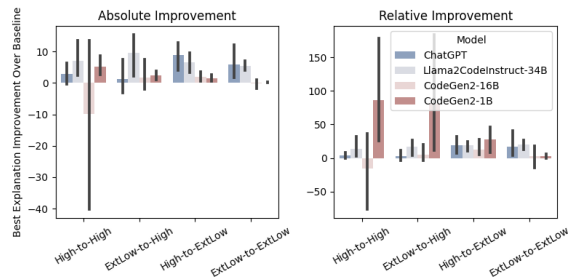 Absolute Improvement
Best Explanation Improvement Over Baseline
10
0
−10
−20
−30
−40
High-to-High
ExtLow-to-High
High-to-ExtLow
ExtLow-to-ExtLow
Relative Improvement
150
100
50
0
−50
Model
ChatGPT
Llama2CodeInstruct-34B
CodeGen2-16B
CodeGen2-1B
High-to-High
ExtLow-to-High
High-to-ExtLow
ExtLow-to-ExtLow